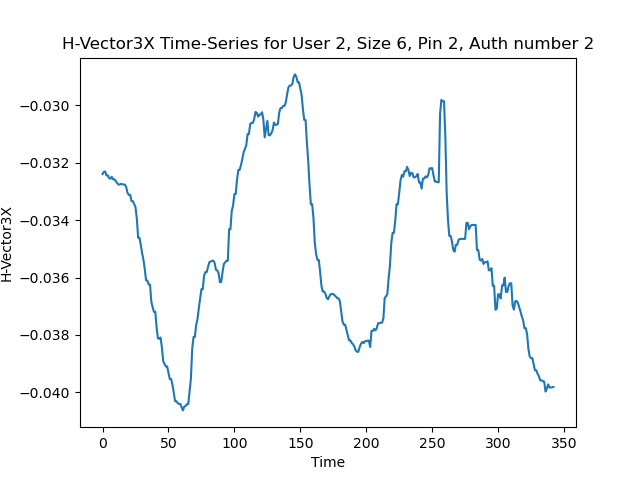 H-Vector3X Time-Series for User 2, Size 6, Pin 2, Auth number 2
−0.030
−0.032
−0.034
−0.036
−0.038
−0.040
H-Vector3X
0 50 100 150 200 250 300 350
Time